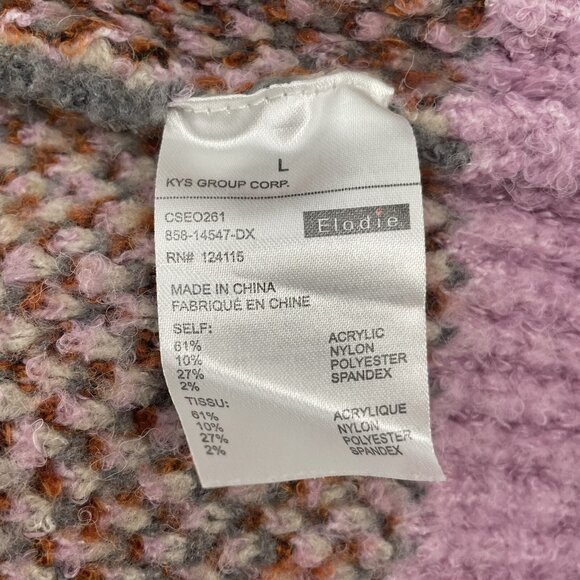 L
KYS GROUP CORP.
CSEO261
858-14547-DX
Elodie
RN# 124115
MADE IN CHINA
FABRIQUÉ EN CHINE
SELF:
61% ACRYLIC
10% NYLON
27% POLYESTER
2% SPANDEX
TISSU:
61% ACRYLIQUE
10% NYLON
27% POLYESTER
2% SPANDEX